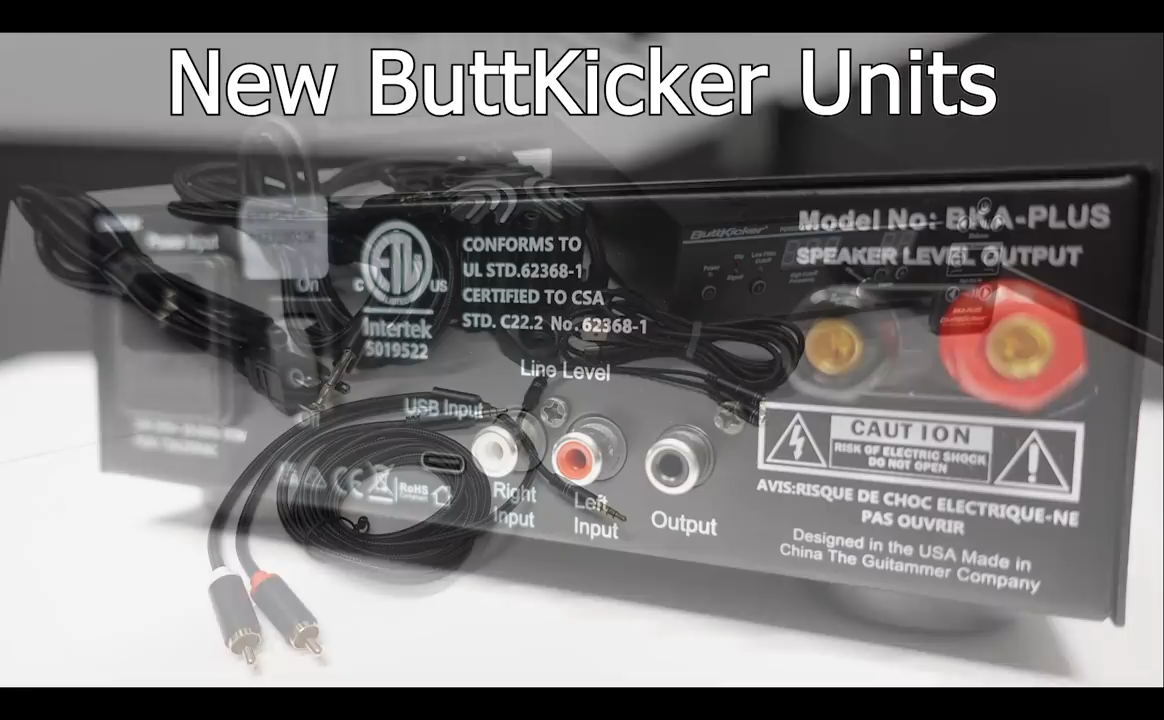 New ButtKicker Units
Model No: BKA-PLUS
SPEAKER LEVEL OUTPUT
Power Input
On
ETL
C US
Intertek
5019522
CONFORMS TO
UL STD.62368-1
CERTIFIED TO CSA
STD. C22.2 No.62368-1
ButtKicker
Line Level
USB Input
RoHS
Right
Input
Left
Input
Output
CAUTION
RISK OF ELECTRIC SHOCK
DO NOT OPEN
AVIS:RISQUE DE CHOC ELECTRIQUE-NE
PAS OUVRIR
Designed in the USA Made in
China The Guitammer Company